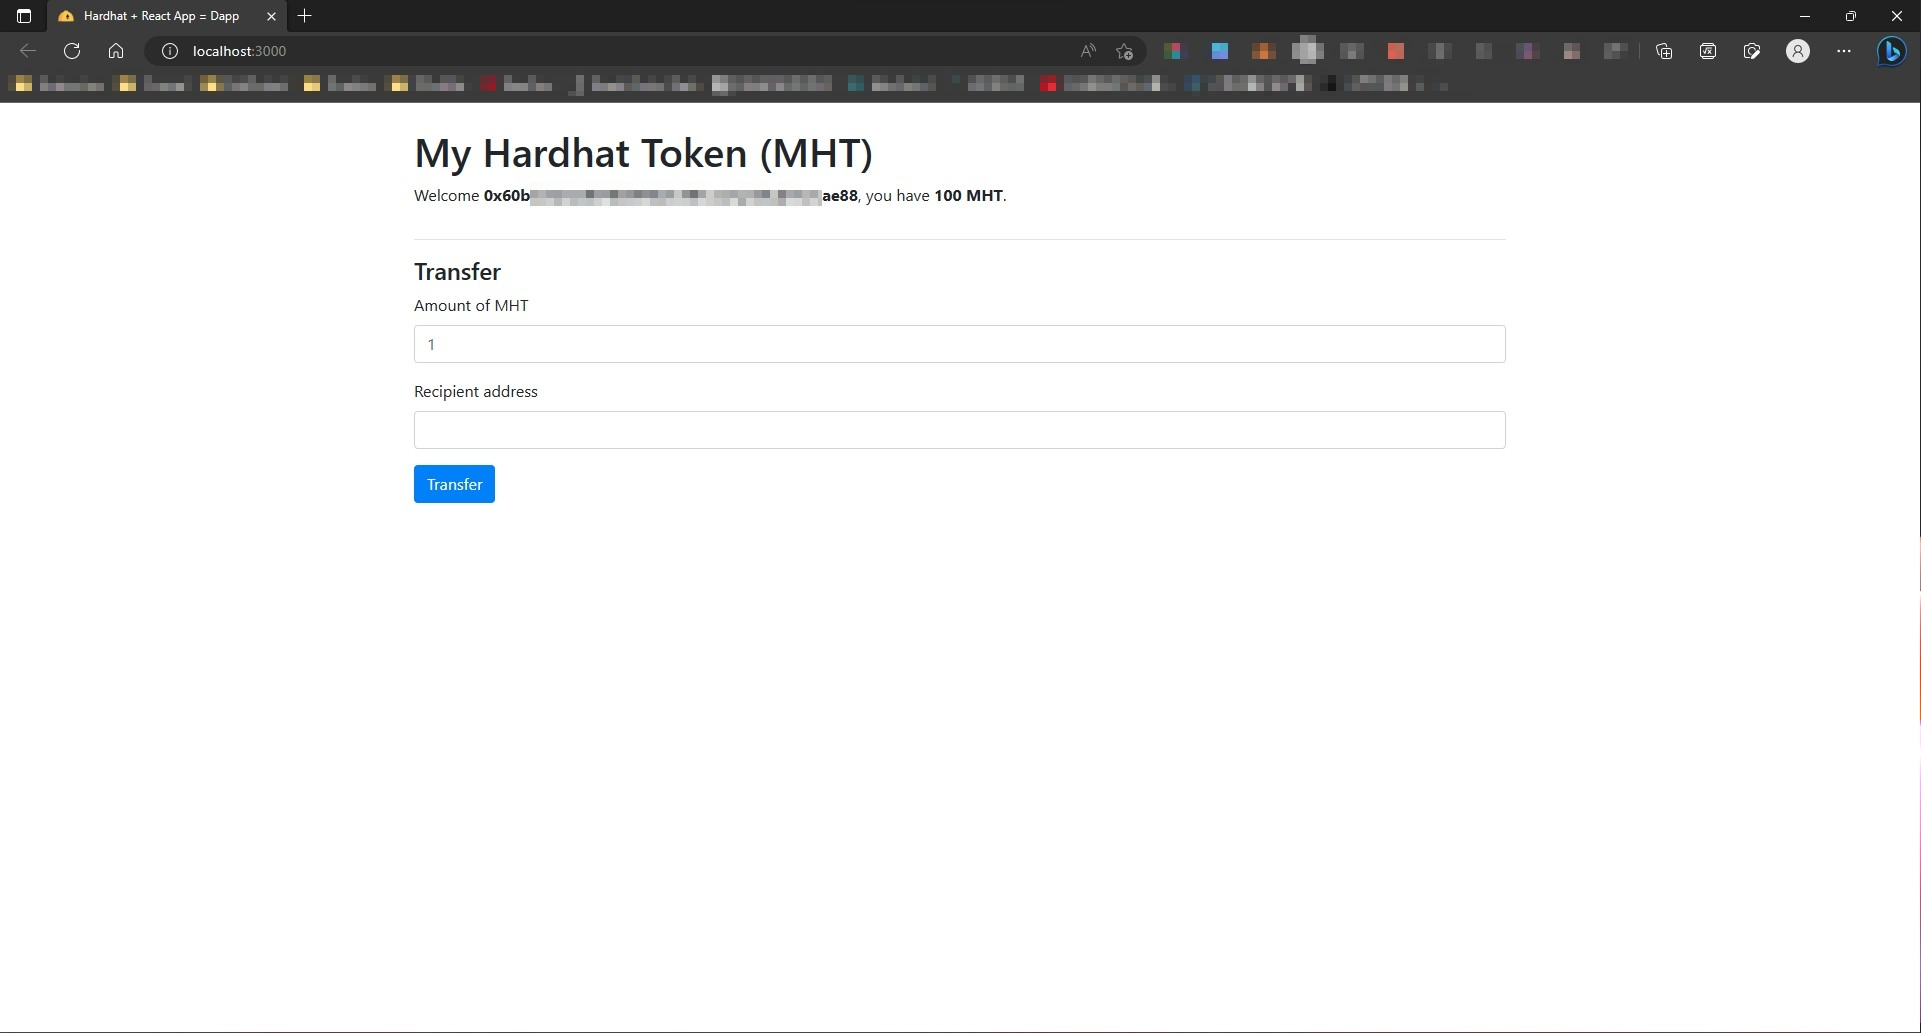 Hardhat + React App = Dapp
localhost:3000
My Hardhat Token (MHT)
Welcome 0x60b ae88, you have 100 MHT.
Transfer
Amount of MHT
1
Recipient address
Transfer